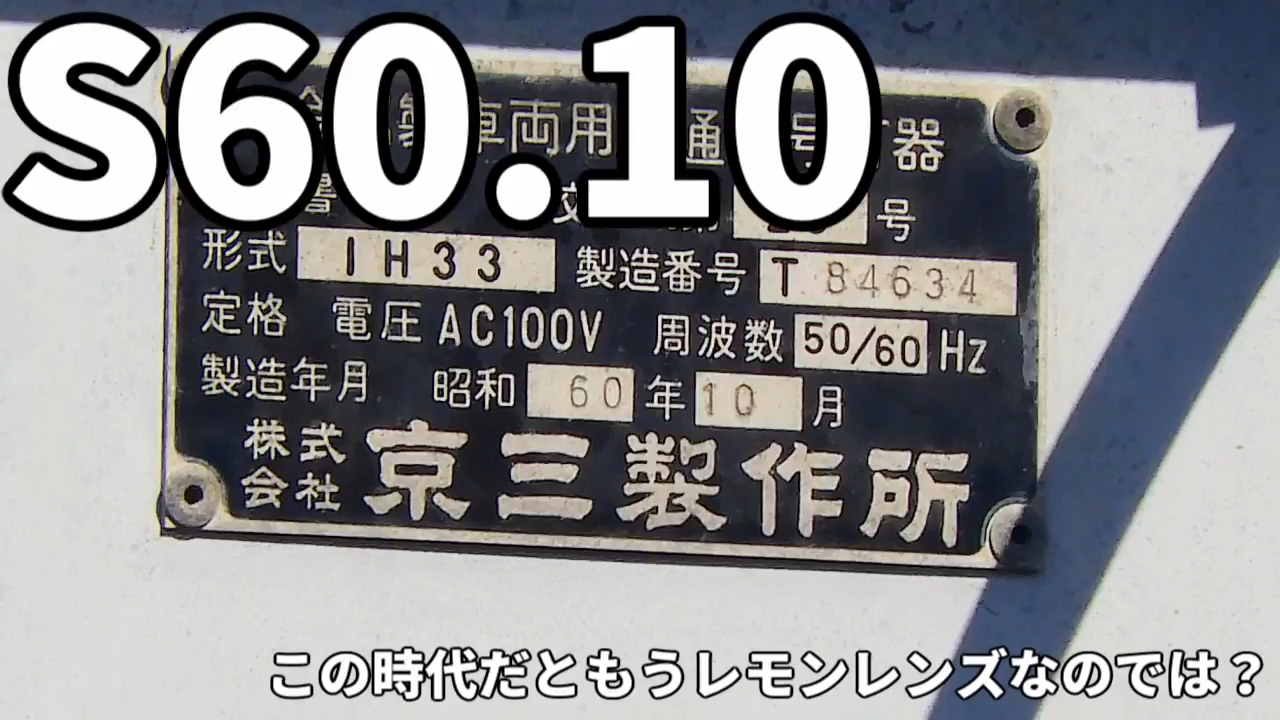 S60.10
車両用 通 号 器
号
形式 IH33 製造番号 T 84634
定格 電圧 AC100V 周波数 50/60 Hz
製造年月 昭和 60 年 10 月
株式会社 京三製作所
この時代だともうレモンレンズなのでは？